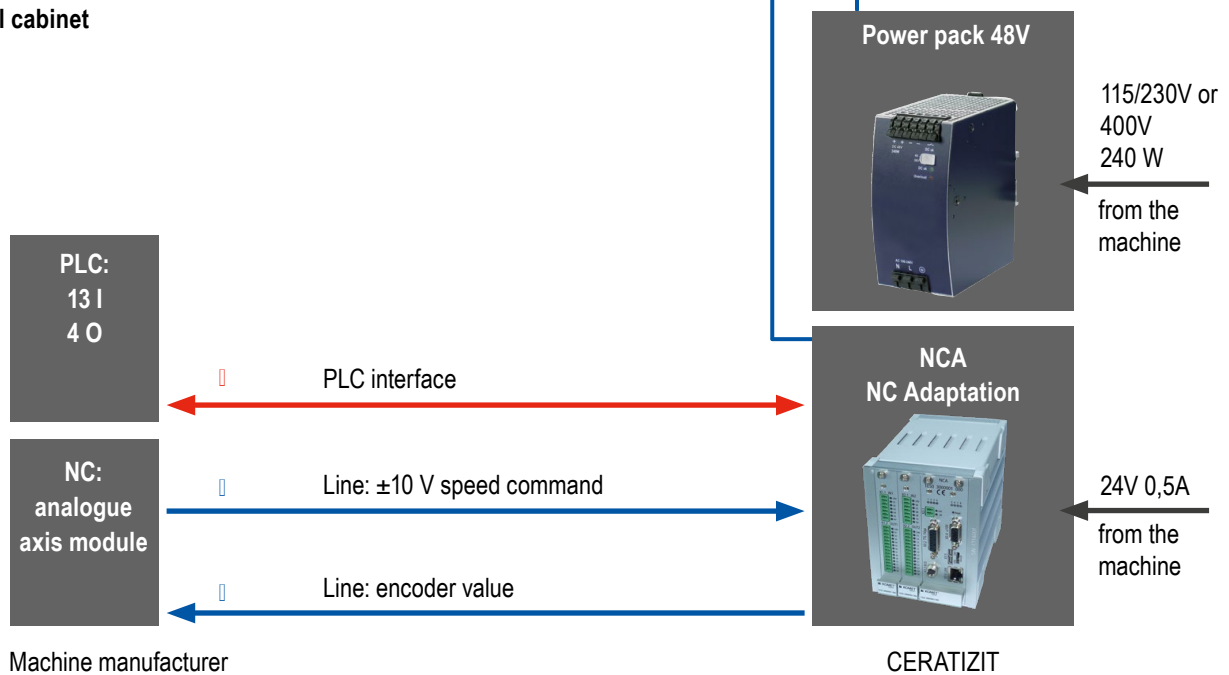 l cabinet
Power pack 48V
115/230V or
400V
240 W
from the
machine
PLC:
13 I
4 O
PLC interface
NCA
NC Adaptation
NC:
analogue
axis module
Line: ±10 V speed command
24V 0,5A
from the
machine
Line: encoder value
Machine manufacturer
CERATIZIT